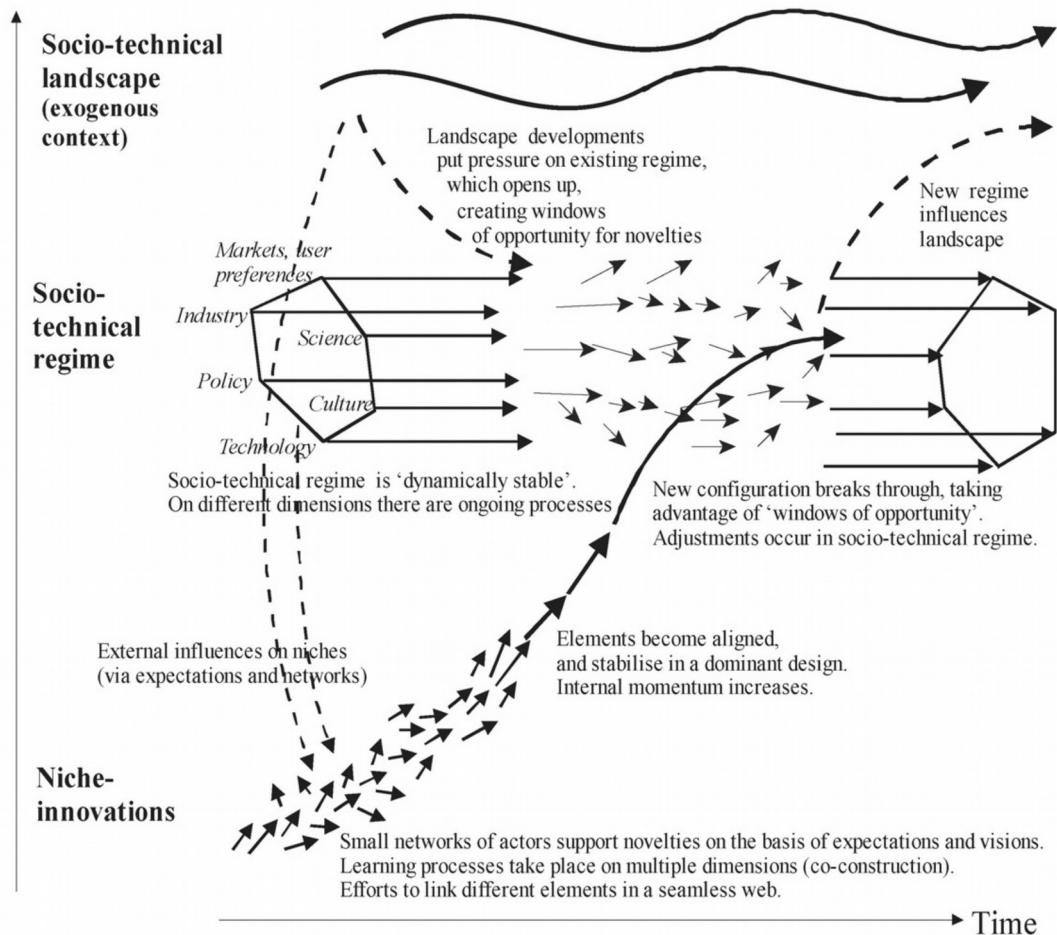 Socio-technical
landscape
(exogenous
context)
Landscape developments
put pressure on existing regime,
which opens up,
creating windows
of opportunity for novelties
New regime
influences
landscape
Markets, user
preferences
Socio-
technical
regime
Industry
Science
Policy
Culture
Technology
Socio-technical regime is ‘dynamically stable’.
On different dimensions there are ongoing processes
New configuration breaks through, taking
advantage of ‘windows of opportunity’.
Adjustments occur in socio-technical regime.
External influences on niches
(via expectations and networks)
Elements become aligned,
and stabilise in a dominant design.
Internal momentum increases.
Niche-
innovations
Small networks of actors support novelties on the basis of expectations and visions.
Learning processes take place on multiple dimensions (co-construction).
Efforts to link different elements in a seamless web.
Time